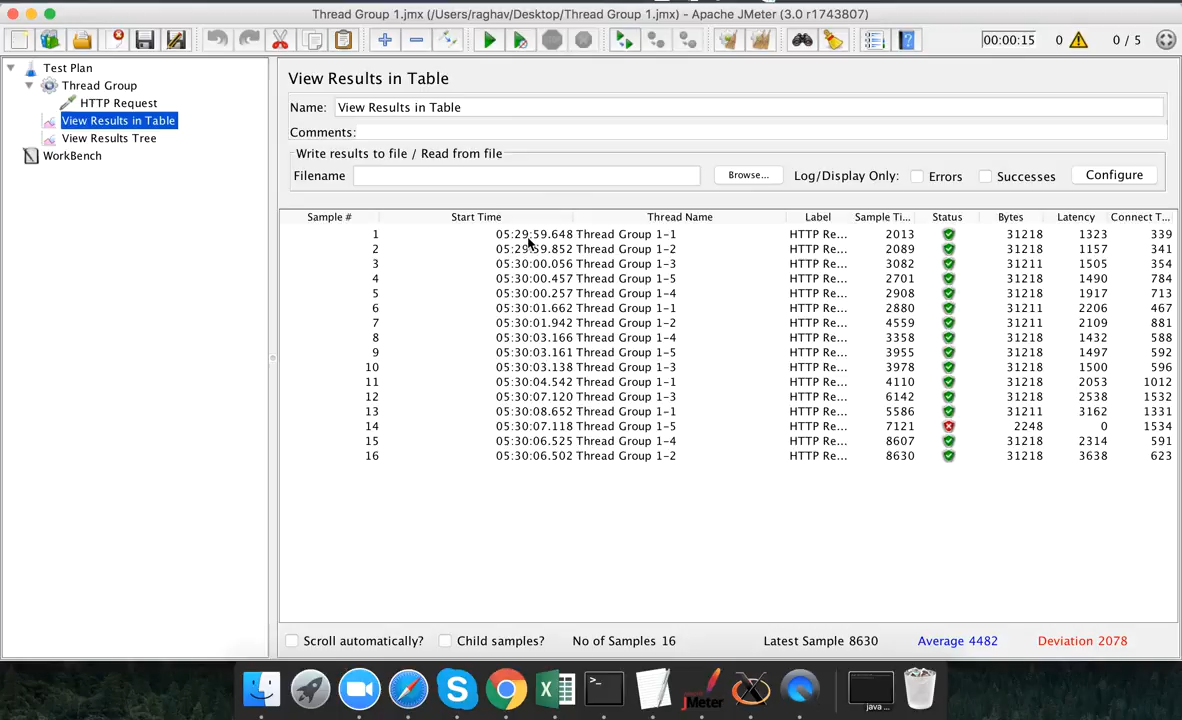 Thread Group 1.jmx (/Users/raghav/Desktop/Thread Group 1.jmx) - Apache JMeter (3.0 r1743807)
00:00:15 0 0 / 5
Test Plan
Thread Group
HTTP Request
View Results in Table
View Results Tree
WorkBench
View Results in Table
Name: View Results in Table
Comments:
Write results to file / Read from file
Filename Browse... Log/Display Only: Errors Successes Configure
Sample # Start Time Thread Name Label Sample Ti... Status Bytes Latency Connect T...
1 05:29:59.648 Thread Group 1-1 HTTP Re... 2013 31218 1323 339
2 05:29:59.852 Thread Group 1-2 HTTP Re... 2089 31218 1157 341
3 05:30:00.056 Thread Group 1-3 HTTP Re... 3082 31211 1505 354
4 05:30:00.457 Thread Group 1-5 HTTP Re... 2701 31218 1490 784
5 05:30:00.257 Thread Group 1-4 HTTP Re... 2908 31218 1917 713
6 05:30:01.662 Thread Group 1-1 HTTP Re... 2880 31211 2206 467
7 05:30:01.942 Thread Group 1-2 HTTP Re... 4559 31218 2109 881
8 05:30:03.166 Thread Group 1-4 HTTP Re... 3358 31218 1432 588
9 05:30:03.161 Thread Group 1-5 HTTP Re... 3955 31218 1497 592
10 05:30:03.138 Thread Group 1-3 HTTP Re... 3978 31218 1500 596
11 05:30:04.542 Thread Group 1-1 HTTP Re... 4110 31218 2053 1012
12 05:30:07.120 Thread Group 1-3 HTTP Re... 6142 31218 2538 1532
13 05:30:08.652 Thread Group 1-1 HTTP Re... 5586 31211 3162 1331
14 05:30:07.118 Thread Group 1-5 HTTP Re... 7121 2248 0 1534
15 05:30:06.525 Thread Group 1-4 HTTP Re... 8607 31218 2314 591
16 05:30:06.502 Thread Group 1-2 HTTP Re... 8630 31218 3638 623
Scroll automatically? Child samples? No of Samples 16 Latest Sample 8630 Average 4482 Deviation 2078
JMeter
java ...